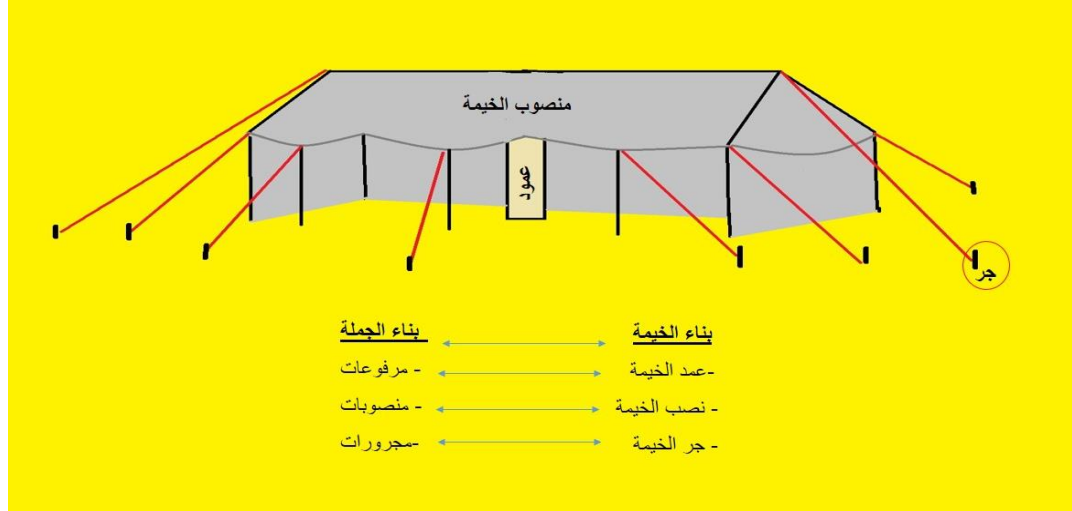 منصوب الخيمة
عمود
جر
بناء الخيمة
بناء الجملة
-عمد الخيمة
- مرفوعات
- نصب الخيمة
- منصوبات
- جر الخيمة
-مجرورات